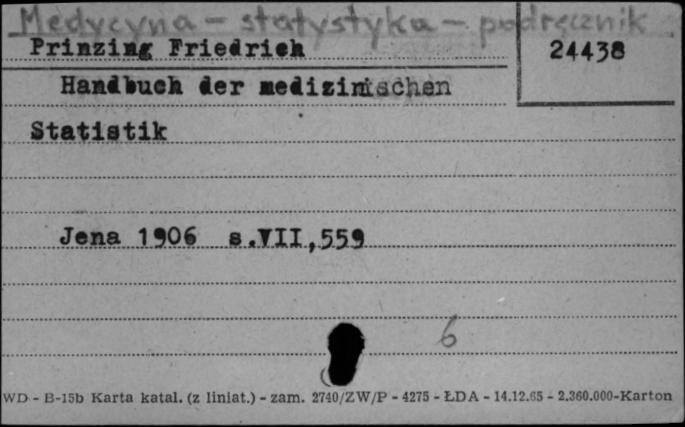 Medycyna - statystyka - podręcznik
Prinzing Friedrich
24438
Handbuch der medizinischen
Statistik
Jena 1906 s.VII,559
6
WD - B-15b Karta katal. (z liniat.) - zam. 2740/ZW/P - 4275 - ŁDA - 14.12.65 - 2.360.000-Karton